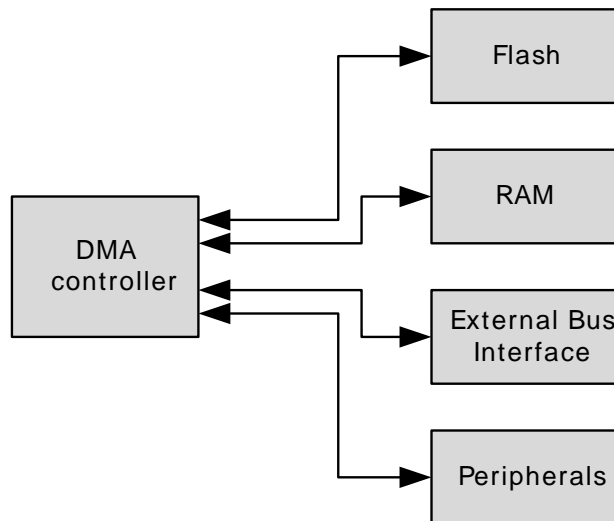 Flash
RAM
DMA
controller
External Bus
Interface
Peripherals